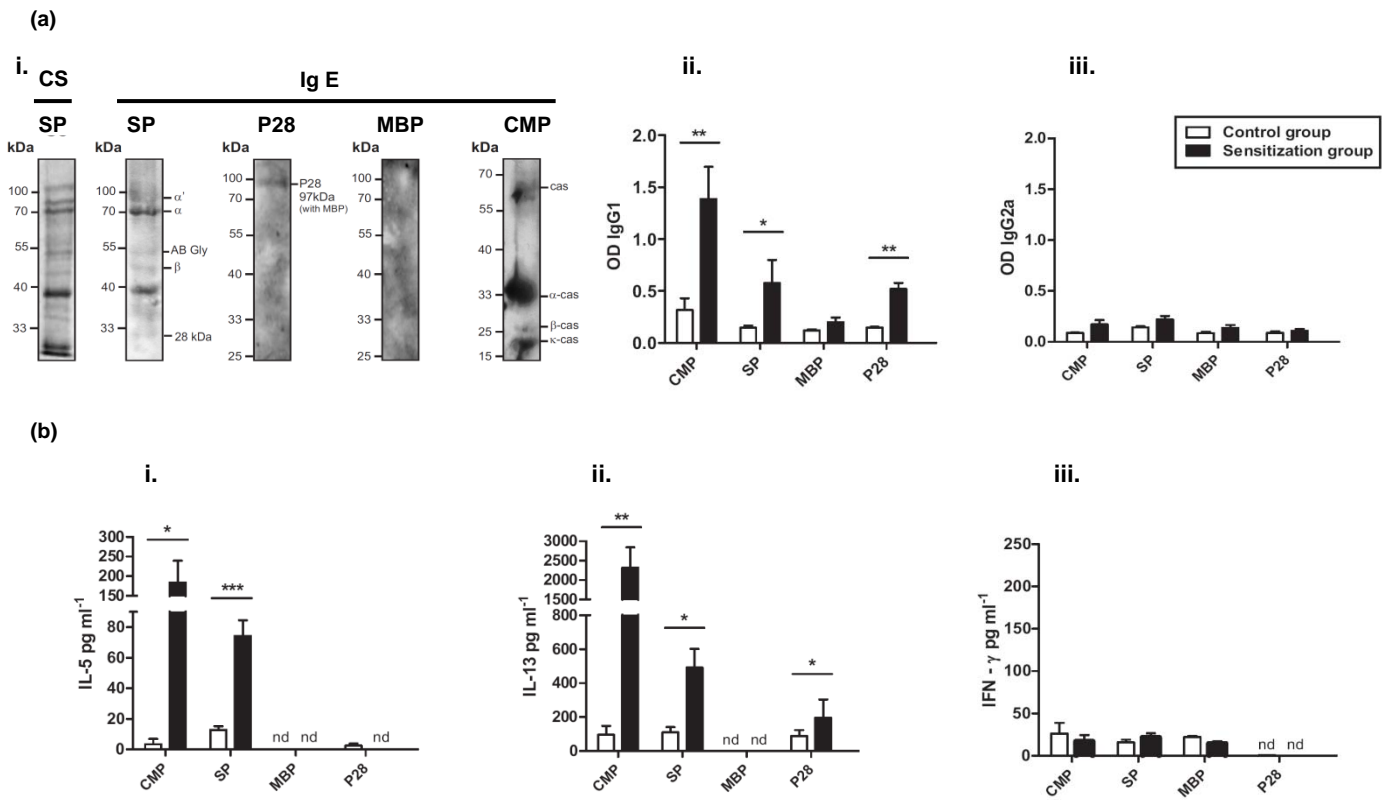 (a)
i.
CS
Ig E
SP
SP
P28
MBP
CMP
kDa
100
70
55
40
33
kDa
100
70
55
40
33
α'
α
AB Gly
β
28 kDa
kDa
100
70
55
40
33
25
P28
97kDa
(with MBP)
kDa
100
70
55
40
33
25
kDa
70
55
40
33
25
15
cas
α-cas
β-cas
κ-cas
ii.
OD IgG1
2.0
1.5
1.0
0.5
0.0
**
*
**
CMP
SP
MBP
P28
iii.
OD IgG2a
2.0
1.5
1.0
0.5
0.0
CMP
SP
MBP
P28
Control group
Sensitization group
(b)
i.
IL-5 pg ml⁻¹
300
250
200
150
80
60
40
20
0
*
***
nd nd
nd
CMP
SP
MBP
P28
ii.
IL-13 pg ml⁻¹
3000
2500
2000
1500
1000
800
600
400
200
0
**
*
nd nd
*
CMP
SP
MBP
P28
iii.
IFN - γ pg ml⁻¹
250
200
150
100
50
0
nd nd
CMP
SP
MBP
P28